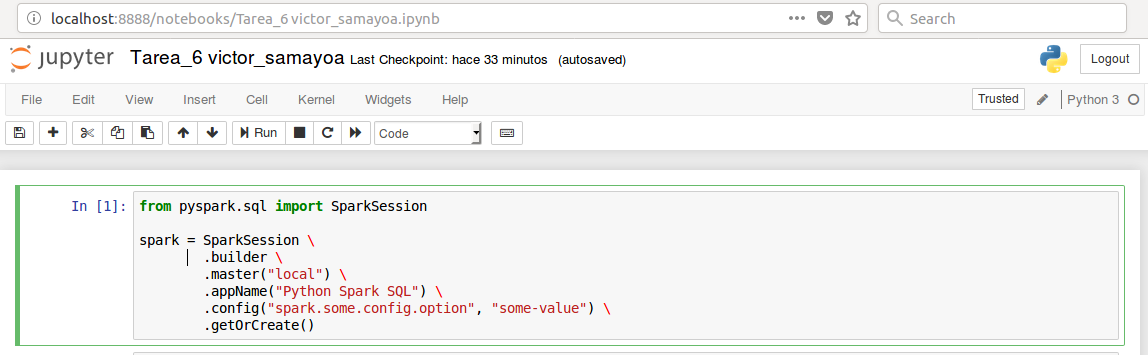 localhost:8888/notebooks/Tarea_6 victor_samayoa.ipynb
Search
jupyter Tarea_6 victor_samayoa Last Checkpoint: hace 33 minutos (autosaved)
Logout
File Edit View Insert Cell Kernel Widgets Help
Trusted
Python 3
Run
Code
In [1]: from pyspark.sql import SparkSession
spark = SparkSession \
.builder \
.master("local") \
.appName("Python Spark SQL") \
.config("spark.some.config.option", "some-value") \
.getOrCreate()